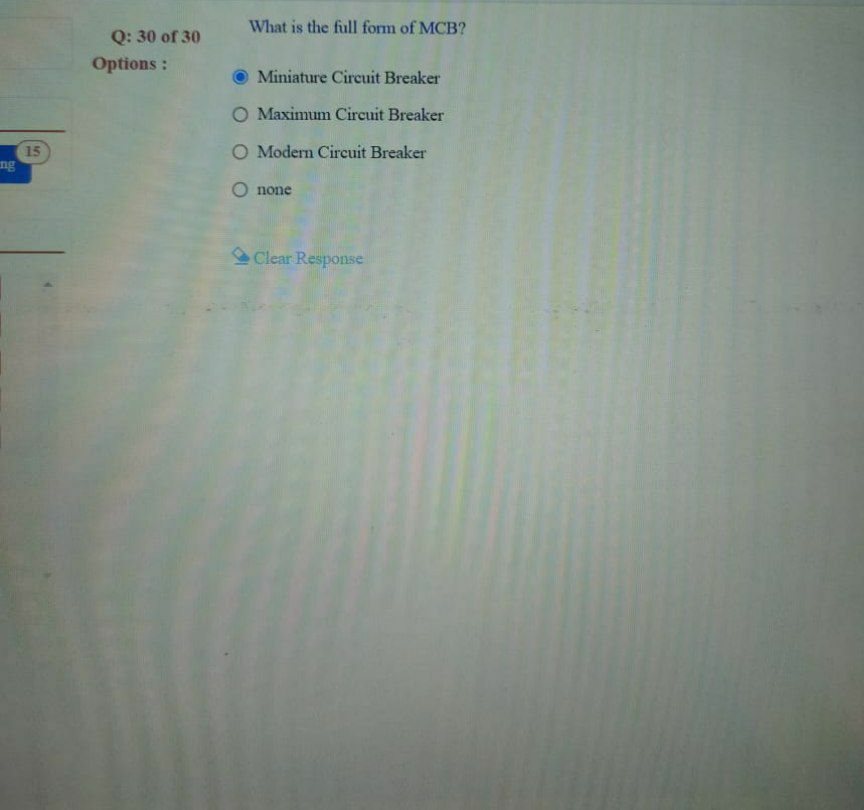 What is the full form of MCB?
Q: 30 of 30
Options :
Miniature Circuit Breaker
Maximum Circuit Breaker
15
ng
Modern Circuit Breaker
none
Clear Response